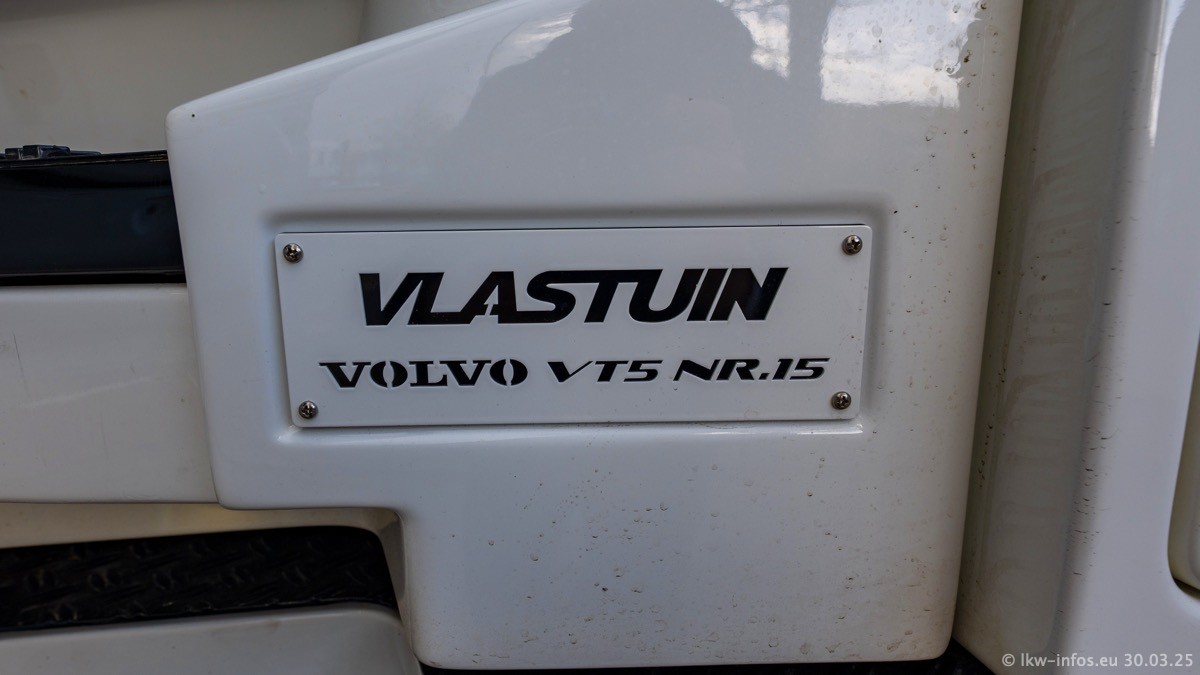 VLASTUIN
VOLVO VT5 NR.15
© lkw-infos.eu 30.03.25